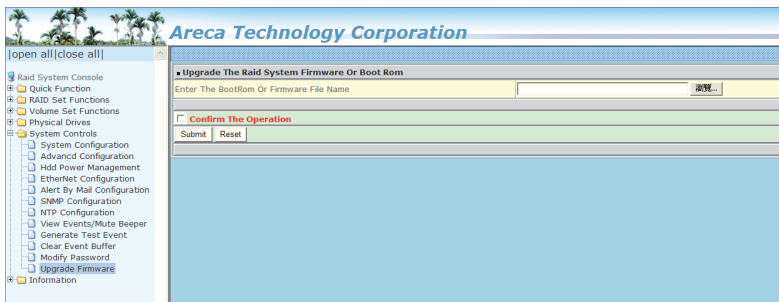 Areca Technology Corporation
|open all|close all|
Raid System Console
Quick Function
RAID Set Functions
Volume Set Functions
Physical Drives
System Controls
System Configuration
Advancd Configuration
Hdd Power Management
EtherNet Configuration
Alert By Mail Configuration
SNMP Configuration
NTP Configuration
View Events/Mute Beeper
Generate Test Event
Clear Event Buffer
Modify Password
Upgrade Firmware
Information
Upgrade The Raid System Firmware Or Boot Rom
Enter The BootRom Or Firmware File Name
瀏覽...
Confirm The Operation
Submit Reset